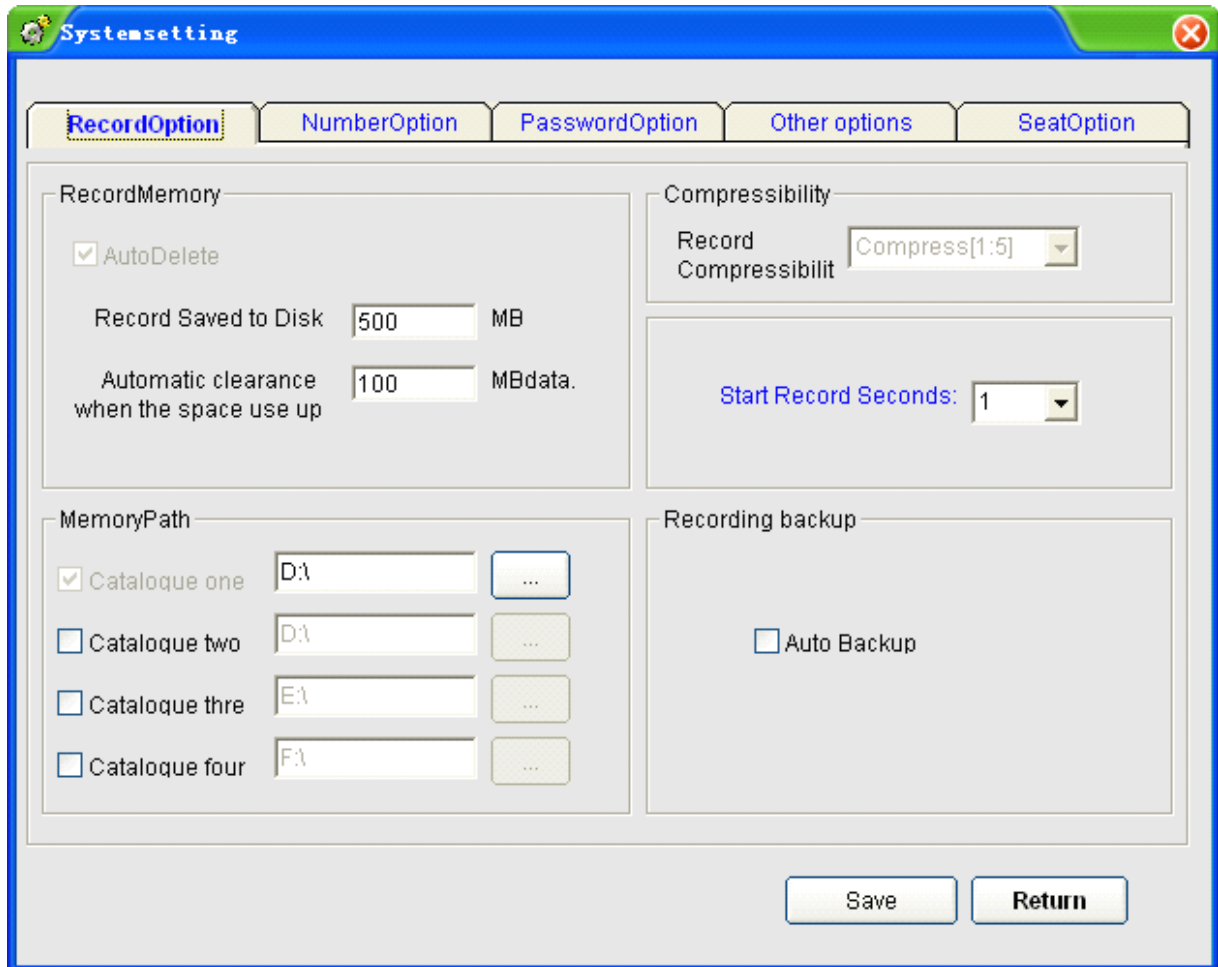 Systemsetting
RecordOption
NumberOption
PasswordOption
Other options
SeatOption
RecordMemory
AutoDelete
Record Saved to Disk 500 MB
Automatic clearance
when the space use up 100 MBdata.
Compressibility
Record
Compressibilit
Compress[1:5]
Start Record Seconds: 1
MemoryPath
Catalogue one D:\ ...
Catalogue two D:\ ...
Catalogue thre E:\ ...
Catalogue four F:\ ...
Recording backup
Auto Backup
Save
Return